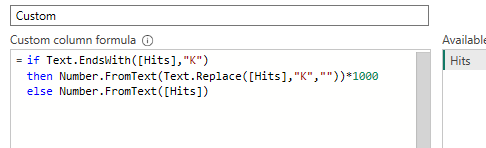 Custom
Custom column formula
Available
= if Text.EndsWith([Hits],"K")
then Number.FromText(Text.Replace([Hits],"K",""))*1000
else Number.FromText([Hits])
Hits